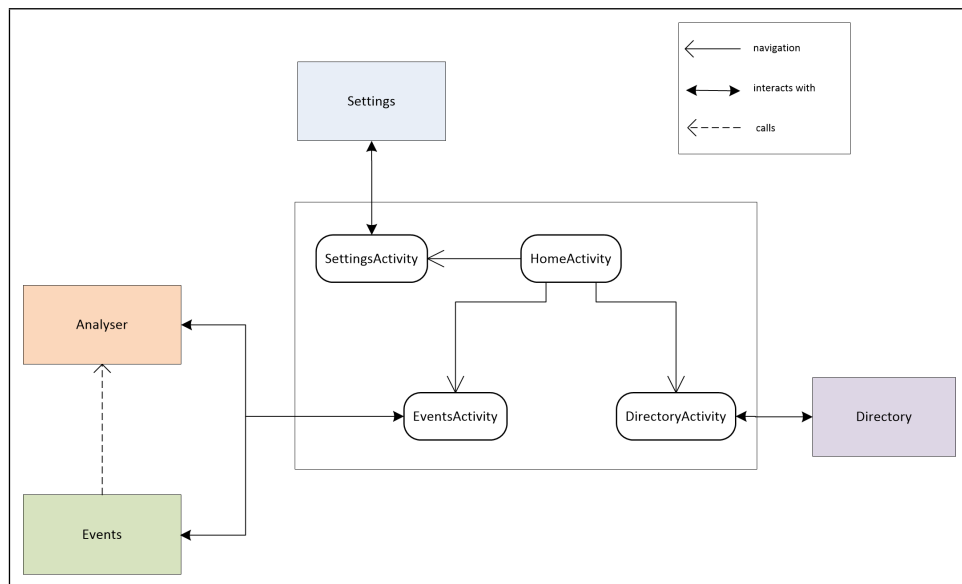 navigation
Settings
interacts with
calls
SettingsActivity
HomeActivity
Analyser
EventsActivity
DirectoryActivity
Directory
Events